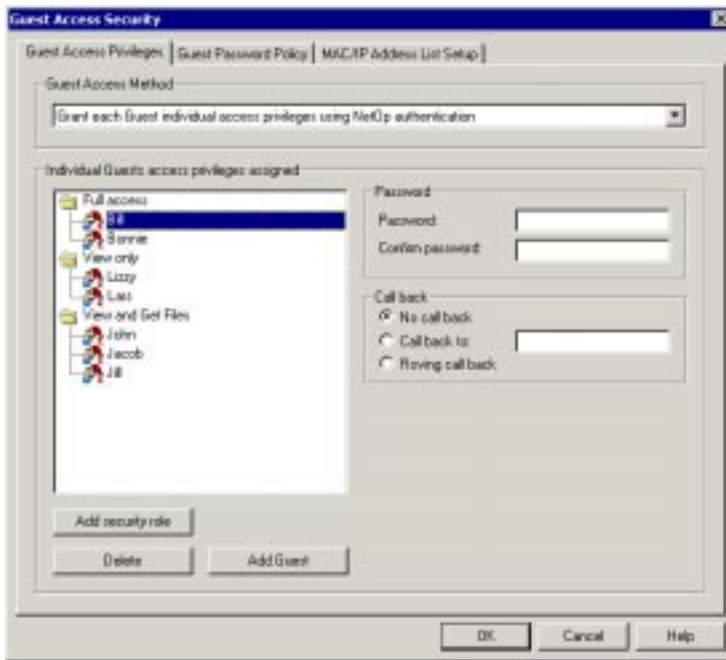 Guest Access Security
Guest Access Privileges
Guest Password Policy
MAC/IP Address List Setup
Guest Access Method
Grant each Guest individual access privileges using NetOp authentication
Individual Guests access privileges assigned
Full access
Bill
Bonnie
View only
Lizzy
Lars
View and Get Files
John
Jacob
Jill
Password
Password:
Confirm password:
Call back
No call back
Call back to:
Roving call back
Add security role
Delete
Add Guest
OK
Cancel
Help